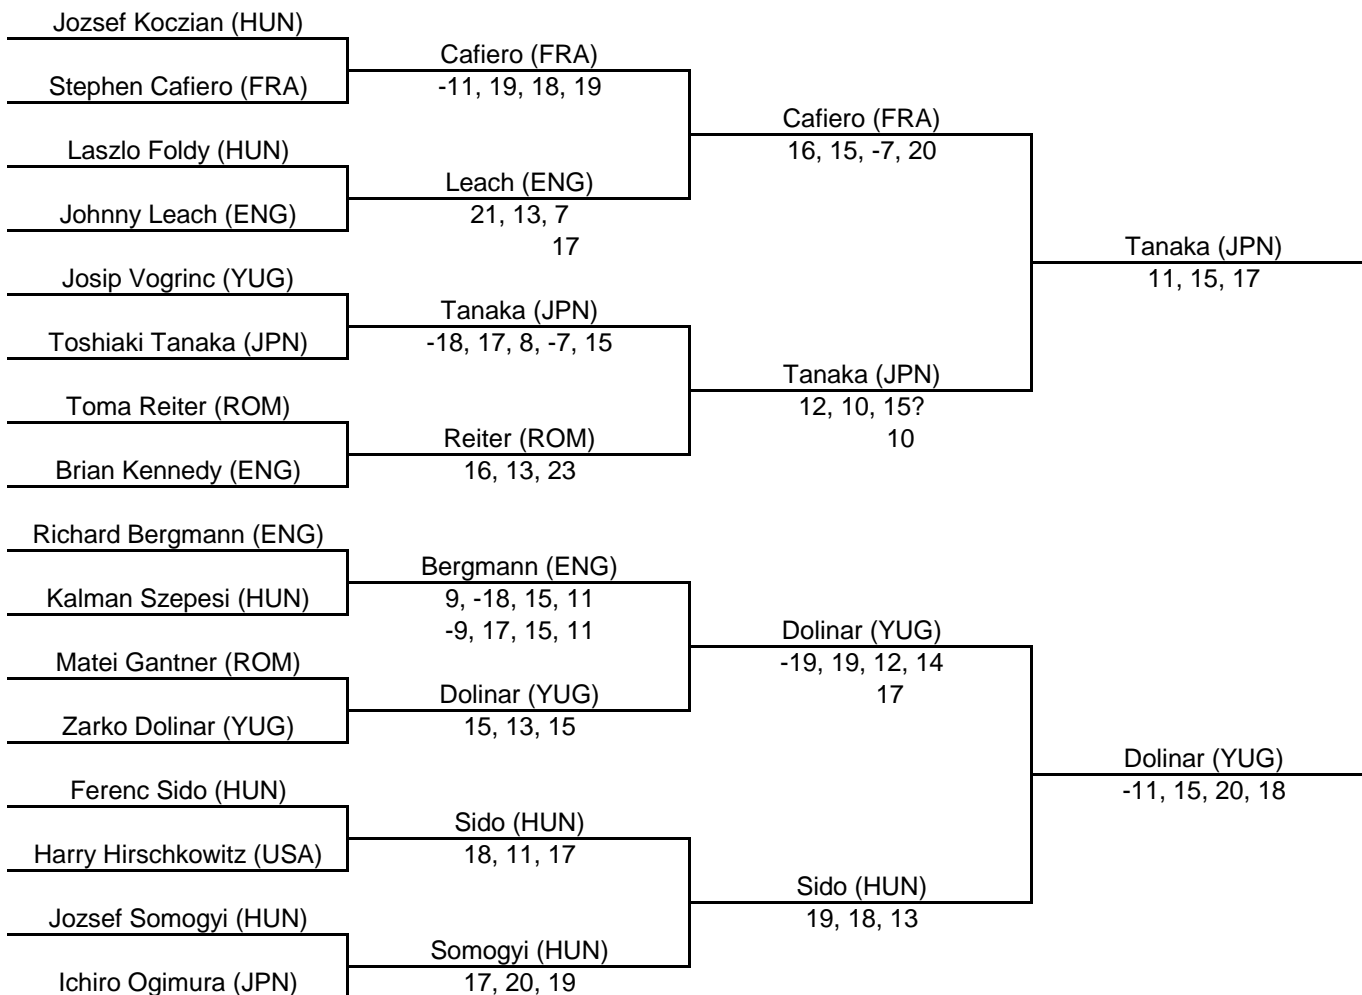 Jozsef Koczian (HUN)
Cafiero (FRA)
Stephen Cafiero (FRA)
-11, 19, 18, 19
Cafiero (FRA)
Laszlo Foldy (HUN)
16, 15, -7, 20
Leach (ENG)
Johnny Leach (ENG)
21, 13, 7
17
Tanaka (JPN)
Josip Vogrinc (YUG)
11, 15, 17
Tanaka (JPN)
Toshiaki Tanaka (JPN)
-18, 17, 8, -7, 15
Tanaka (JPN)
Toma Reiter (ROM)
12, 10, 15?
Reiter (ROM)
10
Brian Kennedy (ENG)
16, 13, 23
Richard Bergmann (ENG)
Bergmann (ENG)
Kalman Szepesi (HUN)
9, -18, 15, 11
-9, 17, 15, 11
Dolinar (YUG)
Matei Gantner (ROM)
-19, 19, 12, 14
Dolinar (YUG)
17
Zarko Dolinar (YUG)
15, 13, 15
Dolinar (YUG)
Ferenc Sido (HUN)
-11, 15, 20, 18
Sido (HUN)
Harry Hirschkowitz (USA)
18, 11, 17
Sido (HUN)
Jozsef Somogyi (HUN)
19, 18, 13
Somogyi (HUN)
Ichiro Ogimura (JPN)
17, 20, 19